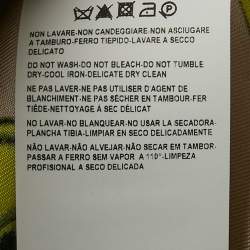 NON LAVARE-NON CANDEGGIARE-NON ASCIUGARE
A TAMBURO-FERRO TIEPIDO-LAVARE A SECCO
DELICATO
DO NOT WASH-DO NOT BLEACH-DO NOT TUMBLE
DRY-COOL IRON-DELICATE DRY CLEAN
NE PAS LAVER-NE PAS UTILISER D'AGENT DE
BLANCHIMENT-NE PAS SÉCHER EN TAMBOUR-FER
TIÉDE-NETTOYAGE À SEC DELICAT
NO LAVAR-NO BLANQUEAR-NO USAR LA SECADORA-
PLANCHA TIBIA-LIMPIAR EN SECO DELICADAMENTE
NÃO LAVAR-NÃO ALVEJAR-NÃO SECAR EM TAMBOR-
PASSAR A FERRO SEM VAPOR A 110°-LIMPEZA
PROFISIONAL A SECO DELICADA